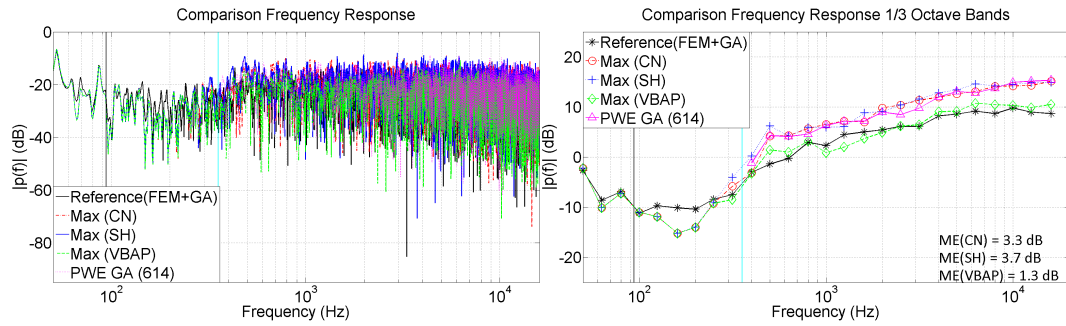 Comparison Frequency Response
|p(f)| (dB)
0
-20
-40
-60
-80
Reference(FEM+GA)
Max (CN)
Max (SH)
Max (VBAP)
PWE GA (614)
10^2
10^3
10^4
Frequency (Hz)
Comparison Frequency Response 1/3 Octave Bands
|p(f)| (dB)
20
10
0
-10
-20
Reference(FEM+GA)
Max (CN)
Max (SH)
Max (VBAP)
PWE GA (614)
ME(CN) = 3.3 dB
ME(SH) = 3.7 dB
ME(VBAP) = 1.3 dB
10^2
10^3
10^4
Frequency (Hz)